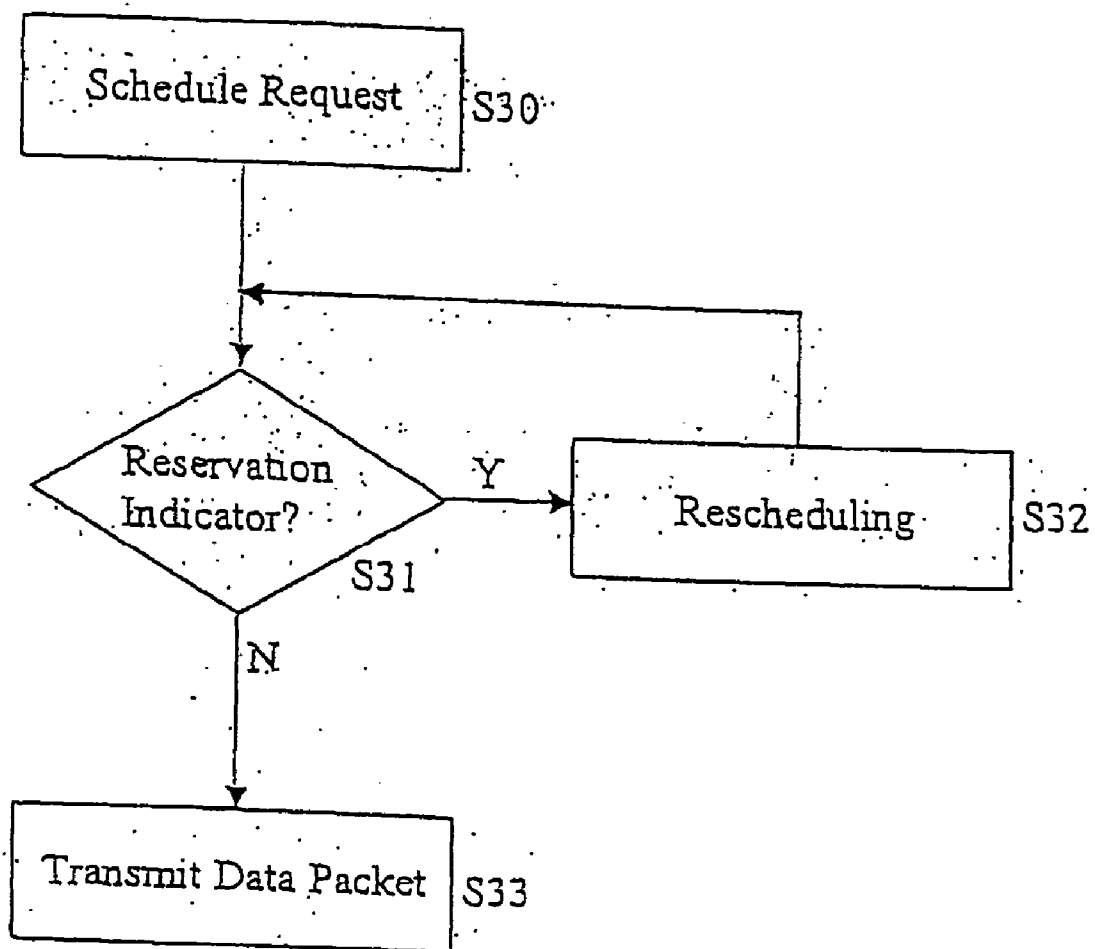 Schedule Request
S30
Reservation
Indicator?
S31
Y
Rescheduling
S32
N
Transmit Data Packet
S33